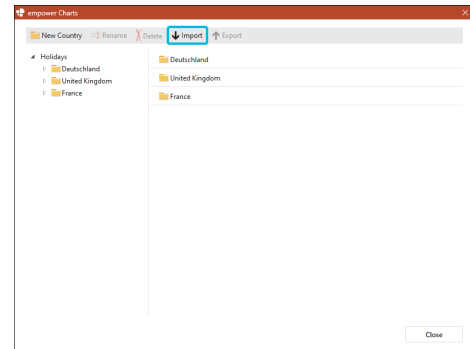 empower Charts
New Country Rename Delete Import Export
Holidays
Deutschland
United Kingdom
France
Deutschland
United Kingdom
France
Close